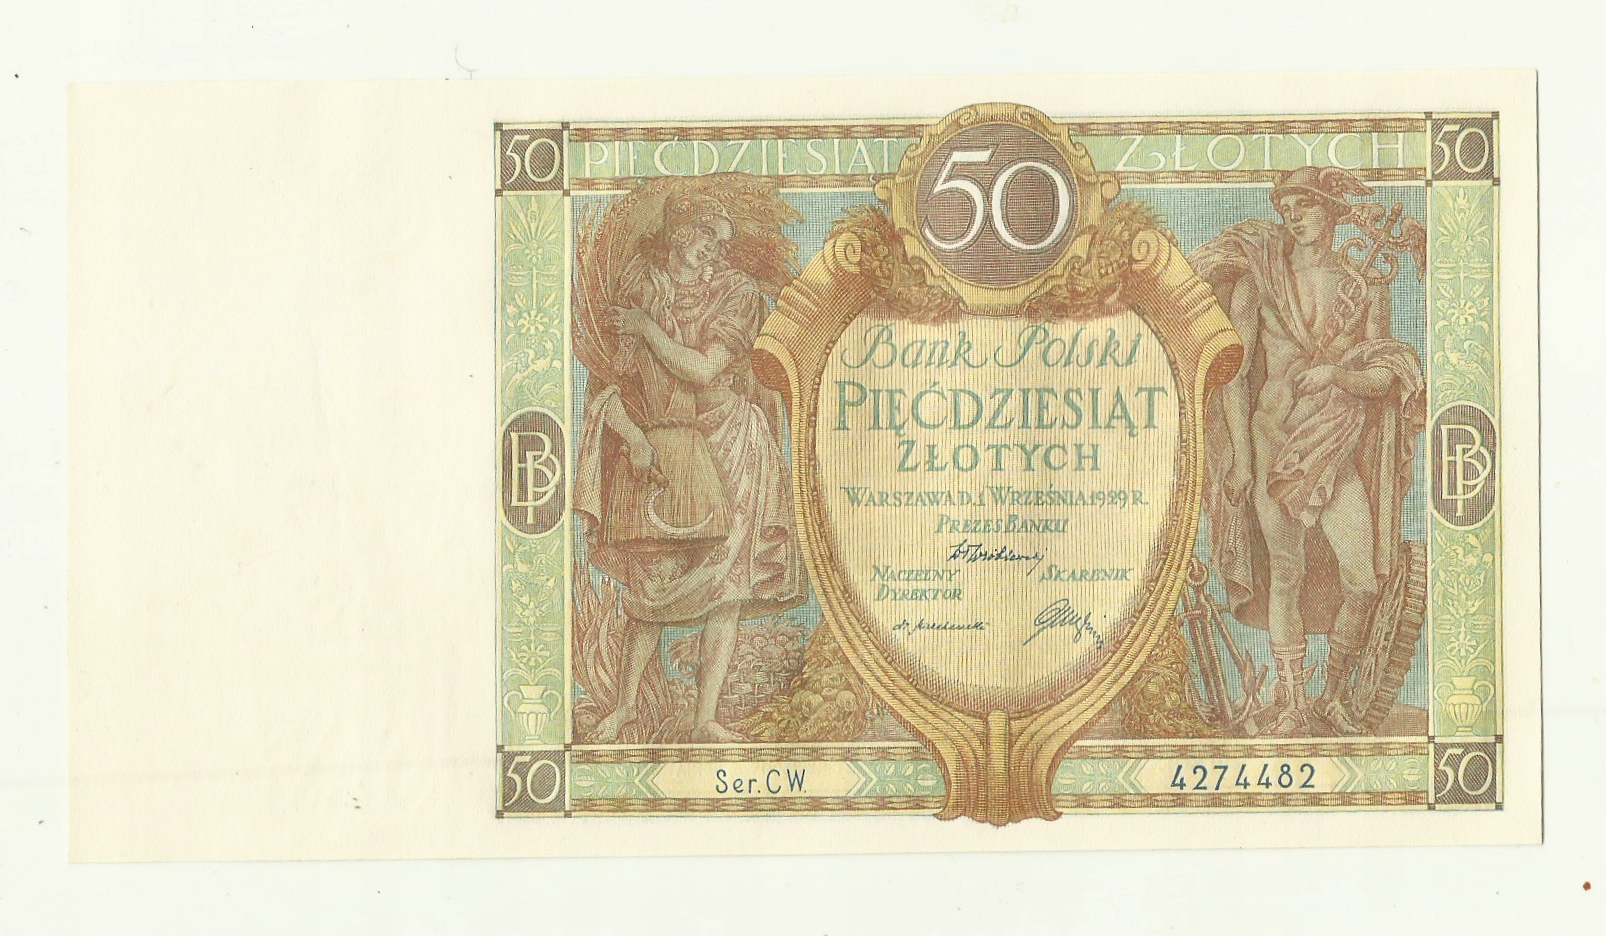 50 PIĘĆDZIESIĄT 50 ZŁOTYCH 50
Bank Polski
PIĘĆDZIESIĄT
ZŁOTYCH
WARSZAWA D. 1 WRZEŚNIA 1929 R.
PREZES BANKU
NACZELNY SKARBNIK
DYREKTOR
BP BP
50 Ser. CW. 4274482 50